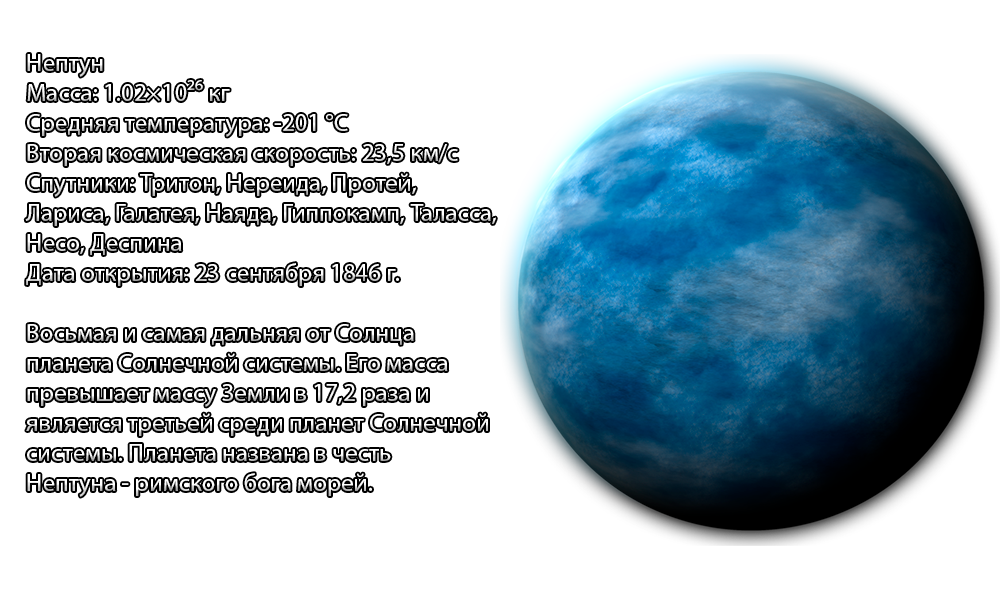 Нептун
Масса: 1.02×10²⁶ кг
Средняя температура: -201 °C
Вторая космическая скорость: 23,5 км/с
Спутники: Тритон, Нереида, Протей,
Лариса, Галатея, Наяда, Гиппокамп, Таласса,
Несо, Деспина
Дата открытия: 23 сентября 1846 г.
Восьмая и самая дальняя от Солнца
планета Солнечной системы. Его масса
превышает массу Земли в 17,2 раза и
является третьей среди планет Солнечной
системы. Планета названа в честь
Нептуна - римского бога морей.